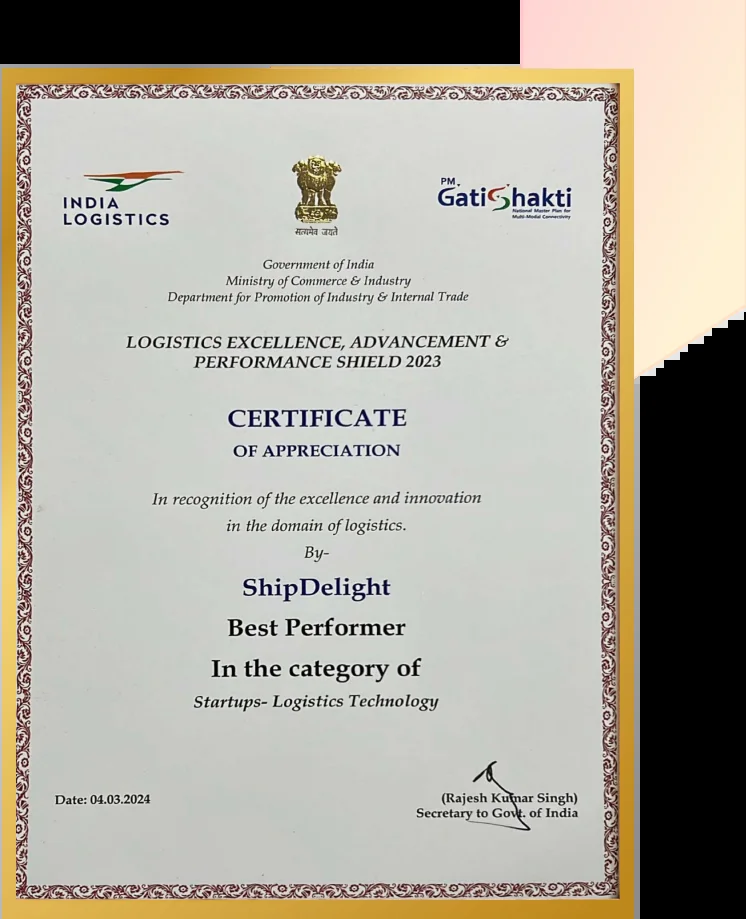 INDIA
LOGISTICS
सत्यमेव जयते
PM
GatiShakti
National Master Plan for
Multi-Modal Connectivity
Government of India
Ministry of Commerce & Industry
Department for Promotion of Industry & Internal Trade
LOGISTICS EXCELLENCE, ADVANCEMENT &
PERFORMANCE SHIELD 2023
CERTIFICATE
OF APPRECIATION
In recognition of the excellence and innovation
in the domain of logistics.
By-
ShipDelight
Best Performer
In the category of
Startups- Logistics Technology
Date: 04.03.2024
(Rajesh Kumar Singh)
Secretary to Govt. of India